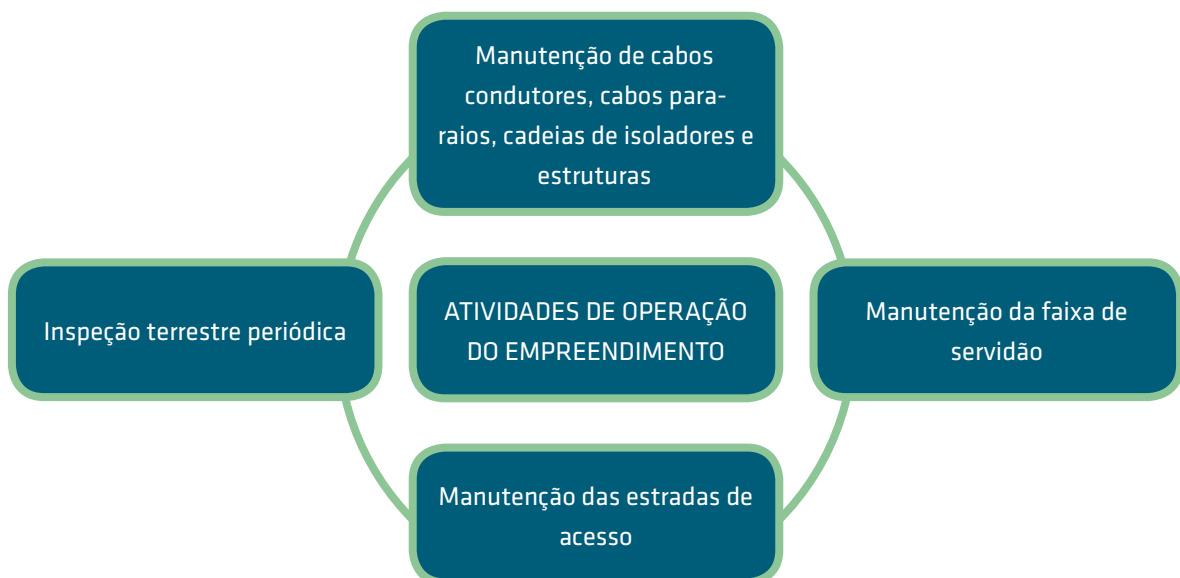 Manutenção de cabos
condutores, cabos para-
raios, cadeias de isoladores e
estruturas
Inspeção terrestre periódica
ATIVIDADES DE OPERAÇÃO
DO EMPREENDIMENTO
Manutenção da faixa de
servidão
Manutenção das estradas de
acesso